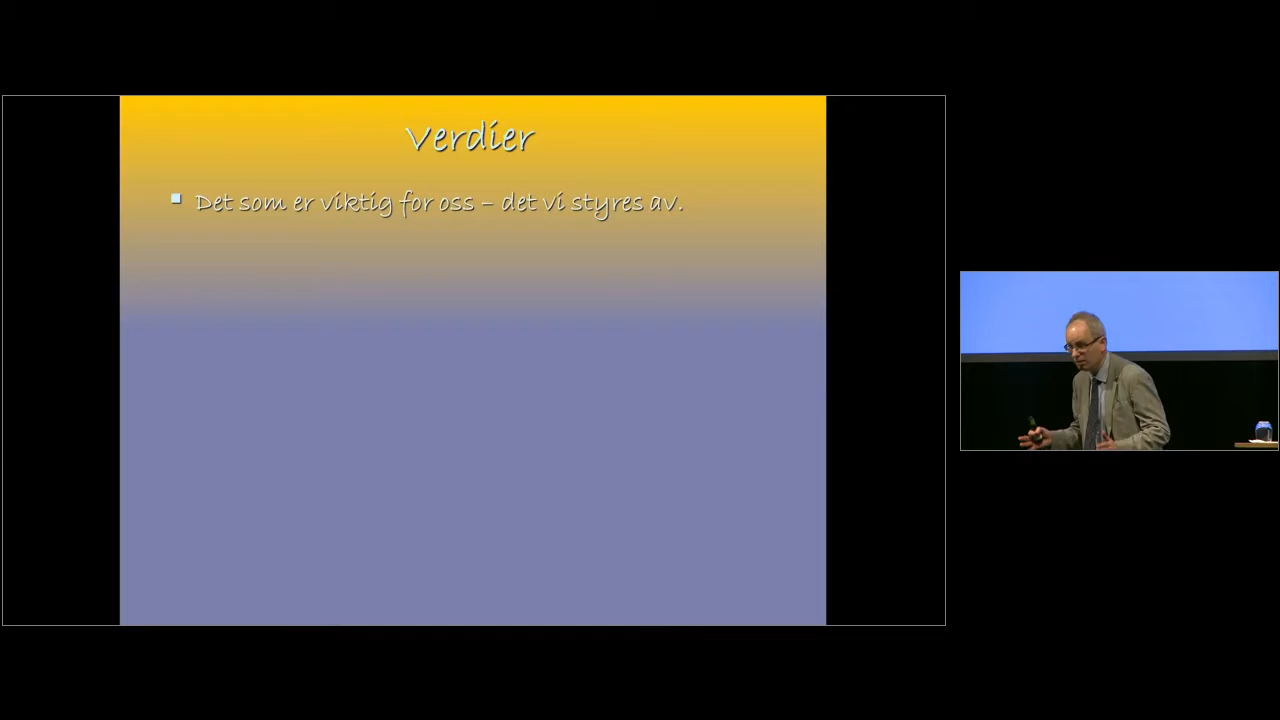 Verdier
Det som er viktig for oss – det vi styres av.